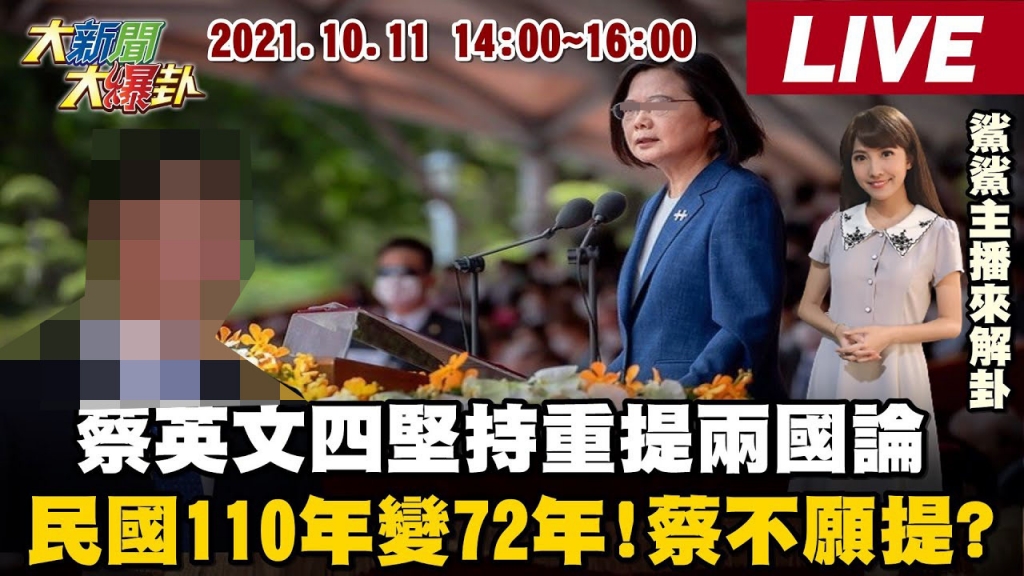 大新聞
大爆卦
2021.10.11 14:00~16:00
LIVE
鯊鯊主播來解卦
蔡英文四堅持重提兩國論
民國110年變72年!蔡不願提?